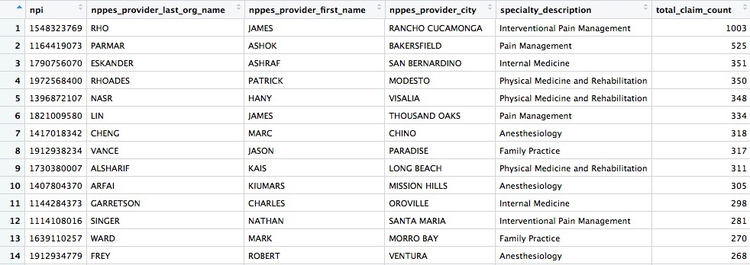 npi nppes_provider_last_org_name nppes_provider_first_name nppes_provider_city specialty_description total_claim_count
1 1548323769 RHO JAMES RANCHO CUCAMONGA Interventional Pain Management 1003
2 1164419073 PARMAR ASHOK BAKERSFIELD Pain Management 525
3 1790756070 ESKANDER ASHRAF SAN BERNARDINO Internal Medicine 351
4 1972568400 RHOADES PATRICK MODESTO Physical Medicine and Rehabilitation 350
5 1396872107 NASR HANY VISALIA Physical Medicine and Rehabilitation 348
6 1821009580 LIN JAMES THOUSAND OAKS Pain Management 334
7 1417018342 CHENG MARC CHINO Anesthesiology 318
8 1912938234 VANCE JASON PARADISE Family Practice 317
9 1730380007 ALSHARIF KAIS LONG BEACH Physical Medicine and Rehabilitation 311
10 1407804370 ARFAI KIUMARS MISSION HILLS Anesthesiology 305
11 1144284373 GARRETSON CHARLES OROVILLE Internal Medicine 298
12 1114108016 SINGER NATHAN SANTA MARIA Interventional Pain Management 281
13 1639110257 WARD MARK MORRO BAY Family Practice 270
14 1912934779 FREY ROBERT VENTURA Anesthesiology 268